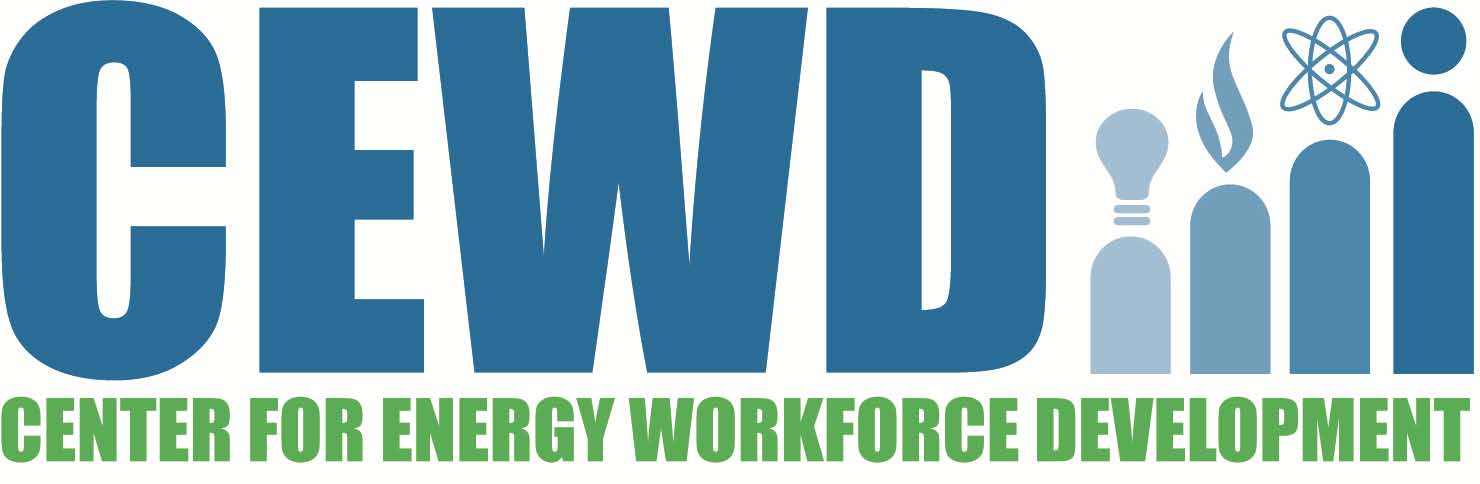 CEWD
CENTER FOR ENERGY WORKFORCE DEVELOPMENT